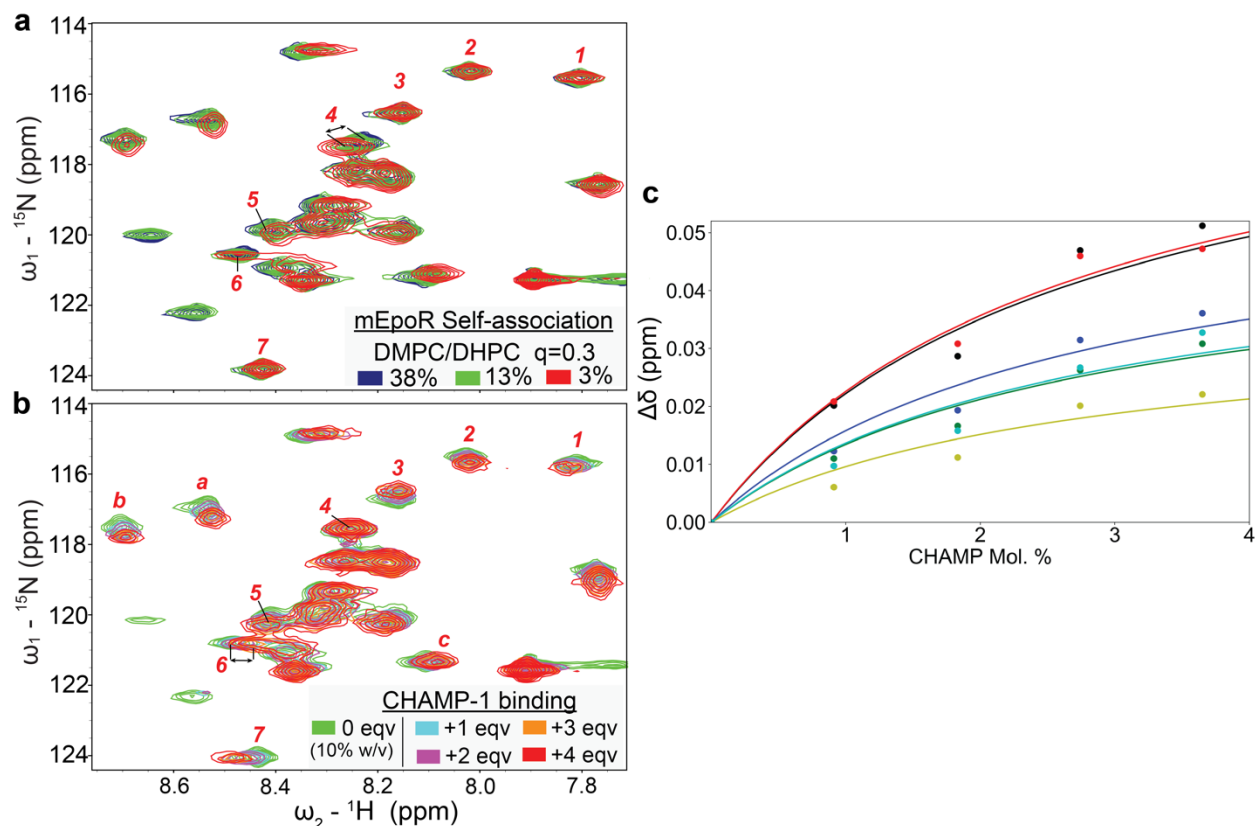 a
114
116
118
120
122
124
ω1 - 15N (ppm)
1
2
3
4
5
6
7
mEpoR Self-association
DMPC/DHPC q=0.3
38% 13% 3%
b
114
116
118
120
122
124
ω1 - 15N (ppm)
1
2
3
a
b
4
5
6
c
7
CHAMP-1 binding
0 eqv +1 eqv +3 eqv
(10% w/v) +2 eqv +4 eqv
8.6 8.4 8.2 8.0 7.8
ω2 - 1H (ppm)
c
0.05
0.04
0.03
0.02
0.01
0.00
Δδ (ppm)
1 2 3 4
CHAMP Mol. %